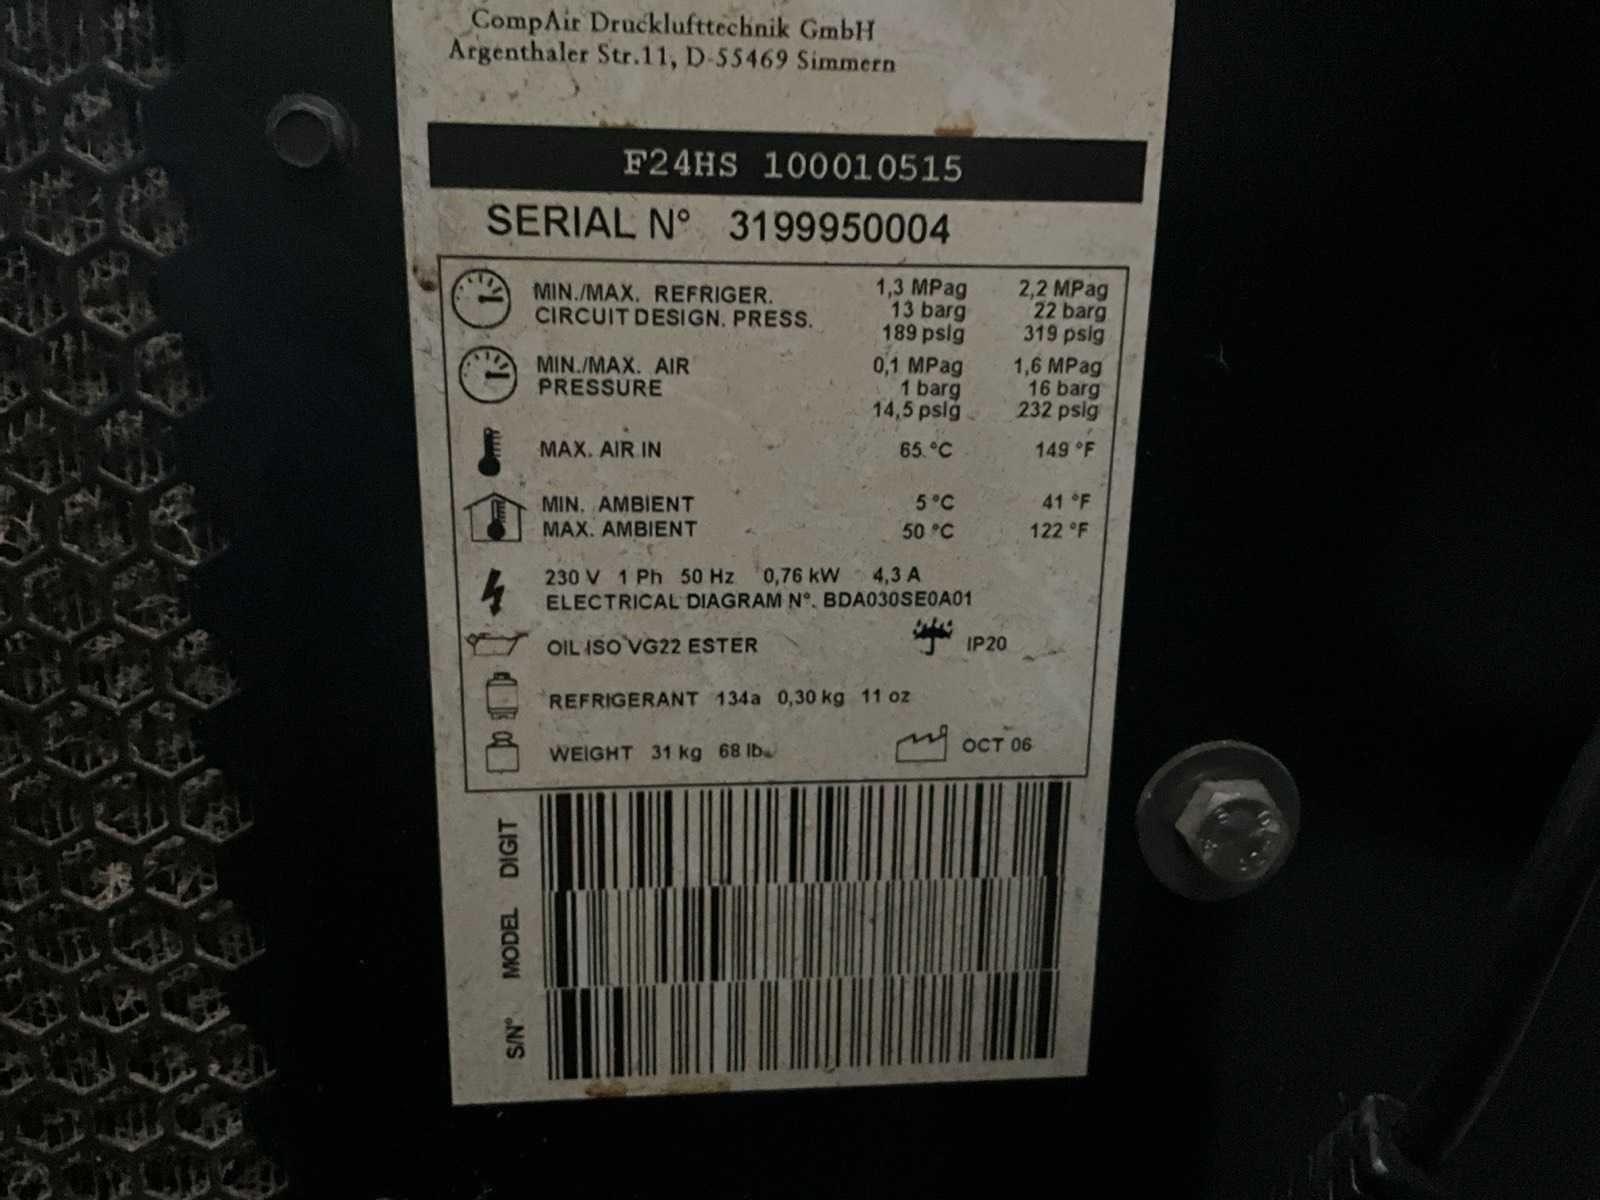 CompAir Drucklufttechnik GmbH
Argenthaler Str.11, D-55469 Simmern
F24HS 100010515
SERIAL N° 3199950004
MIN./MAX. REFRIGER. 1,3 MPag 2,2 MPag
CIRCUIT DESIGN. PRESS. 13 barg 22 barg
189 psig 319 psig
MIN./MAX. AIR 0,1 MPag 1,6 MPag
PRESSURE 1 barg 16 barg
14,5 psig 232 psig
MAX. AIR IN 65 °C 149 °F
MIN. AMBIENT 5 °C 41 °F
MAX. AMBIENT 50 °C 122 °F
230 V 1 Ph 50 Hz 0,76 kW 4,3 A
ELECTRICAL DIAGRAM N°. BDA030SE0A01
OIL ISO VG22 ESTER IP20
REFRIGERANT 134a 0,30 kg 11 oz
WEIGHT 31 kg 68 lb. OCT 06
DIGIT
MODEL
S/N°